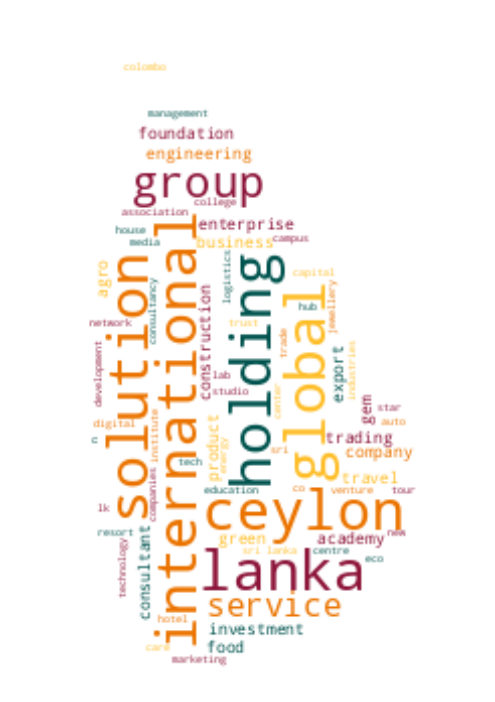 colombo
management
foundation
engineering
group
college
association
enterprise
house
media
business
campus
international
solution
holding
global
agro
consultancy
logistics
capital
hub
jewellery
construction
network
trust
trade
development
lab
studio
export
industries
gem
star
auto
digital
c
institute
product
energy
center
sri
trading
company
tech
companies
travel
education
co
venture
tour
lk
ceylon
resort
technology
consultant
green
academy
new
sri lanka
centre
eco
lanka
service
hotel
investment
food
care
marketing